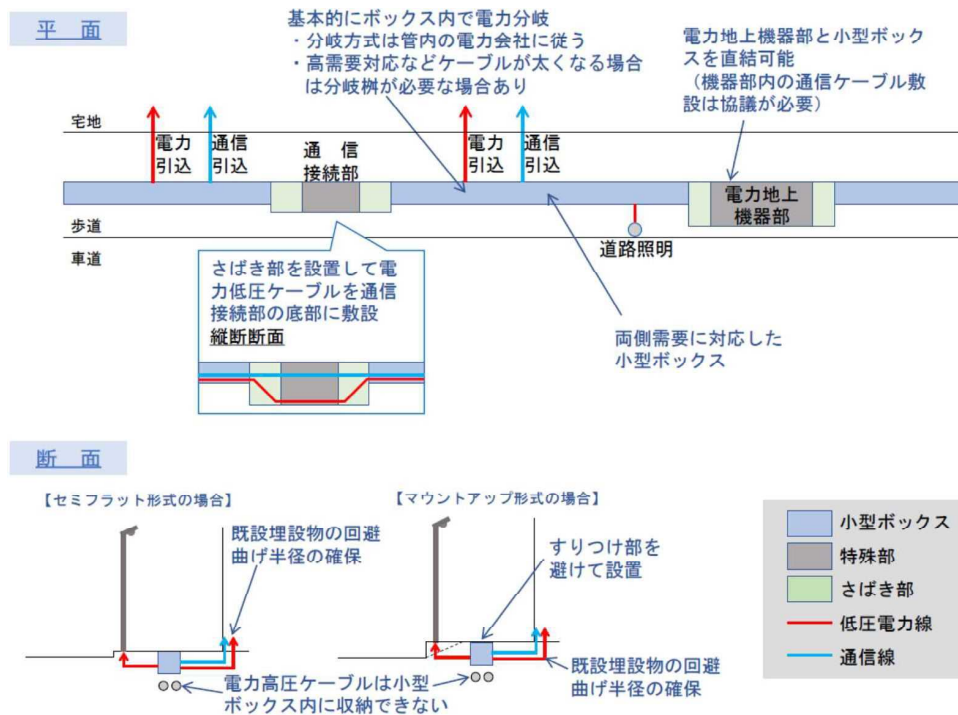 平 面
基本的にボックス内で電力分岐
・分岐方式は管内の電力会社に従う
・高需要対応などケーブルが太くなる場合
は分岐桝が必要な場合あり
電力地上機器部と小型ボック
スを直結可能
（機器部内の通信ケーブル敷
設は協議が必要）
宅地
電力
引込
通信
引込
通 信
接続部
電力
引込
通信
引込
電力地上
機器部
歩道
車道
道路照明
さばき部を設置して電
力低圧ケーブルを通信
接続部の底部に敷設
縦断断面
両側需要に対応した
小型ボックス
断 面
【セミフラット形式の場合】
既設埋設物の回避
曲げ半径の確保
【マウントアップ形式の場合】
すりつけ部を
避けて設置
既設埋設物の回避
曲げ半径の確保
電力高圧ケーブルは小型
ボックス内に収納できない
小型ボックス
特殊部
さばき部
低圧電力線
通信線